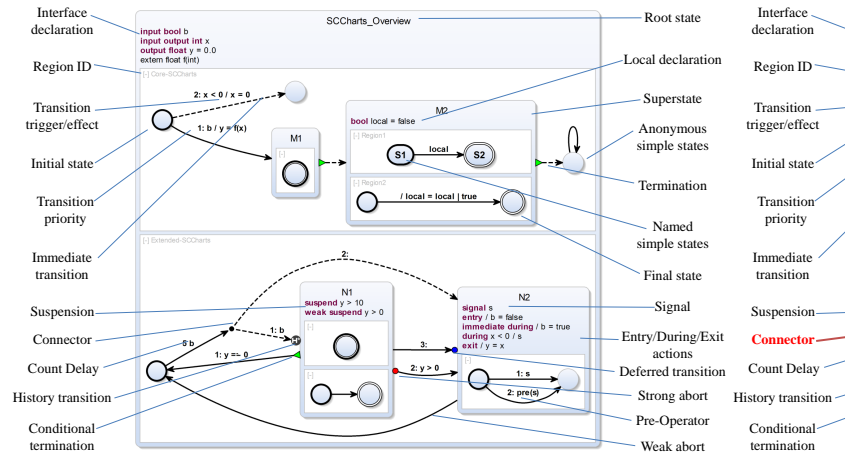 Interface
declaration
Region ID
Transition
trigger/effect
Initial state
Transition
priority
Immediate
transition
Suspension
Connector
Count Delay
History transition
Conditional
termination
SCCharts_Overview
input bool b
input output int x
output float y = 0.0
extern float f(int)
[-] Core-SCCharts
2: x < 0 / x = 0
1: b / y = f(x)
M1
[-]
M2
bool local = false
[-] Region1
S1
local
S2
[-] Region2
/ local = local | true
[-] Extended-SCCharts
2:
N1
suspend y > 10
weak suspend y > 0
[-]
[-]
1: b
5 b
H
1: y == 0
3:
2: y > 0
N2
signal s
entry / b = false
immediate during / b = true
during x < 0 / s
exit / y = x
[-]
1: s
2: pre(s)
Root state
Local declaration
Superstate
Anonymous
simple states
Termination
Named
simple states
Final state
Signal
Entry/During/Exit
actions
Deferred transition
Strong abort
Pre-Operator
Weak abort
Interface
declaration
Region ID
Transition
trigger/effect
Initial state
Transition
priority
Immediate
transition
Suspension
Connector
Count Delay
History transition
Conditional
termination